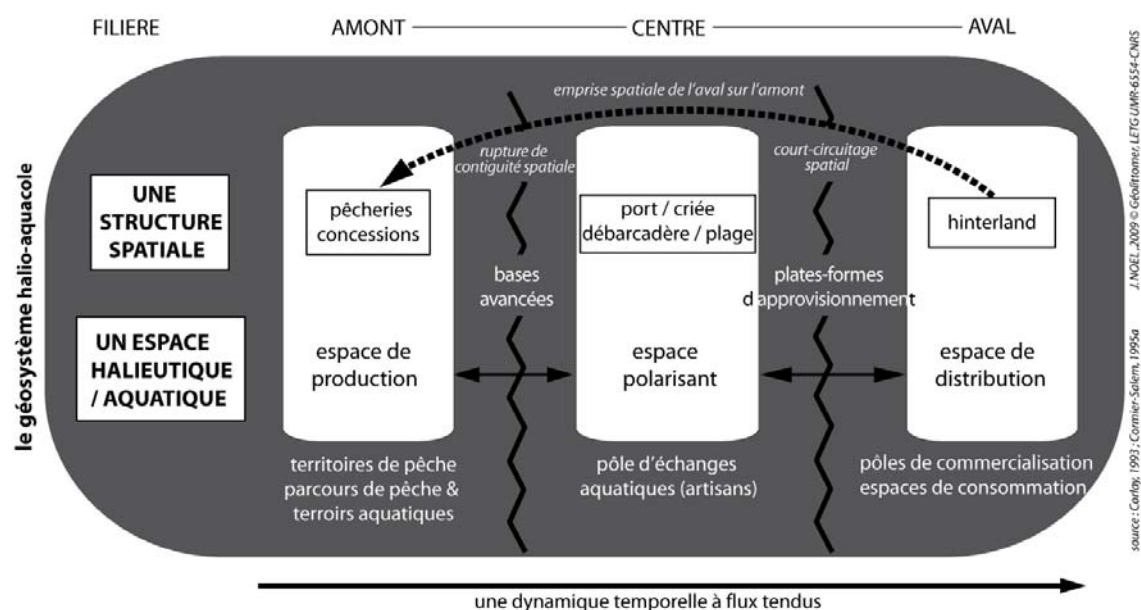 FILIERE
AMONT
CENTRE
AVAL
le géosystème halio-aquacole
emprise spatiale de l'aval sur l'amont
rupture de
contiguité spatiale
court-circuitage
spatial
UNE
STRUCTURE
SPATIALE
pêcheries
concessions
port / criée
débarcadère / plage
hinterland
bases
avancées
plates-formes
d'approvisionnement
UN ESPACE
HALIEUTIQUE
/ AQUATIQUE
espace de
production
espace
polarisant
espace de
distribution
territoires de pêche
parcours de pêche &
terroirs aquatiques
pôle d'échanges
aquatiques (artisans)
pôles de commercialisation
espaces de consommation
une dynamique temporelle à flux tendus
source : Corlay, 1993 ; Cormier-Salem, 1995a
J.NOEL ,2009 © Géolittomer, LETG UMR-6554-CNRS